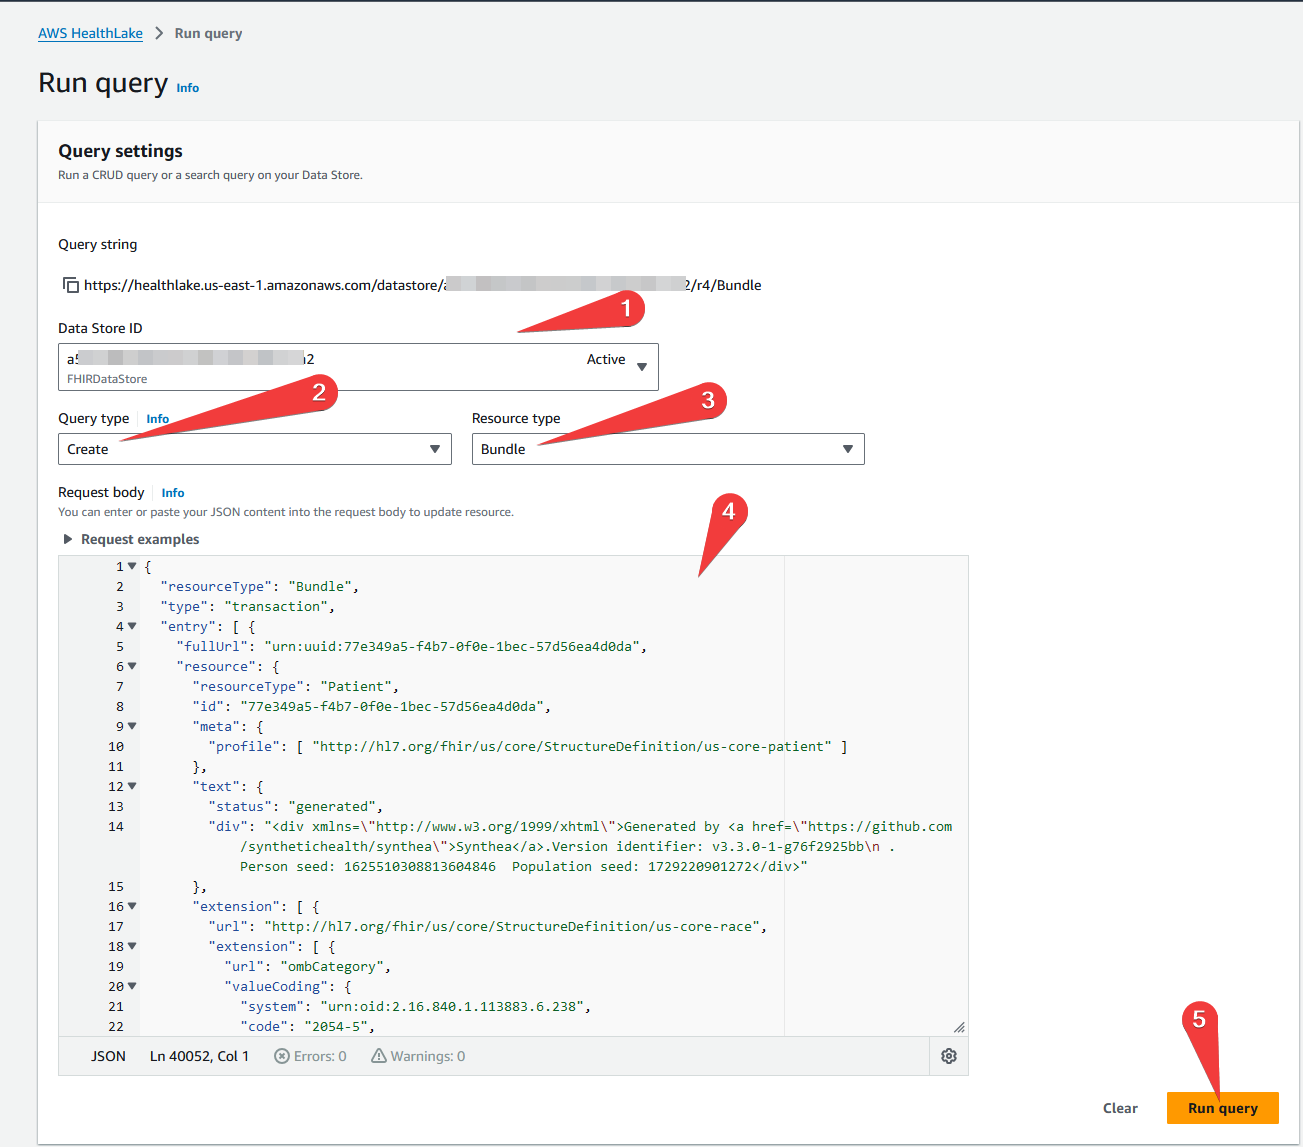 AWS HealthLake > Run query
Run query Info
Query settings
Run a CRUD query or a search query on your Data Store.
Query string
https://healthlake.us-east-1.amazonaws.com/datastore/a 2/r4/Bundle
1
Data Store ID
a5 a2 Active
FHIRDataStore
2
3
Query type Info Resource type
Create Bundle
Request body Info
4
You can enter or paste your JSON content into the request body to update resource.
Request examples
1 {
2 "resourceType": "Bundle",
3 "type": "transaction",
4 "entry": [ {
5 "fullUrl": "urn:uuid:77e349a5-f4b7-0f0e-1bec-57d56ea4d0da",
6 "resource": {
7 "resourceType": "Patient",
8 "id": "77e349a5-f4b7-0f0e-1bec-57d56ea4d0da",
9 "meta": {
10 "profile": [ "http://hl7.org/fhir/us/core/StructureDefinition/us-core-patient" ]
11 },
12 "text": {
13 "status": "generated",
14 "div": "<div xmlns=\"http://www.w3.org/1999/xhtml\">Generated by <a href=\"https://github.com
/synthetichealth/synthea\">Synthea</a>.Version identifier: v3.3.0-1-g76f2925bb\n .
Person seed: 1625510308813604846 Population seed: 1729220901272</div>"
15 },
16 "extension": [ {
17 "url": "http://hl7.org/fhir/us/core/StructureDefinition/us-core-race",
18 "extension": [ {
19 "url": "ombCategory",
20 "valueCoding": {
21 "system": "urn:oid:2.16.840.1.113883.6.238",
22 "code": "2054-5",
JSON Ln 40052, Col 1 Errors: 0 Warnings: 0
5
Clear Run query